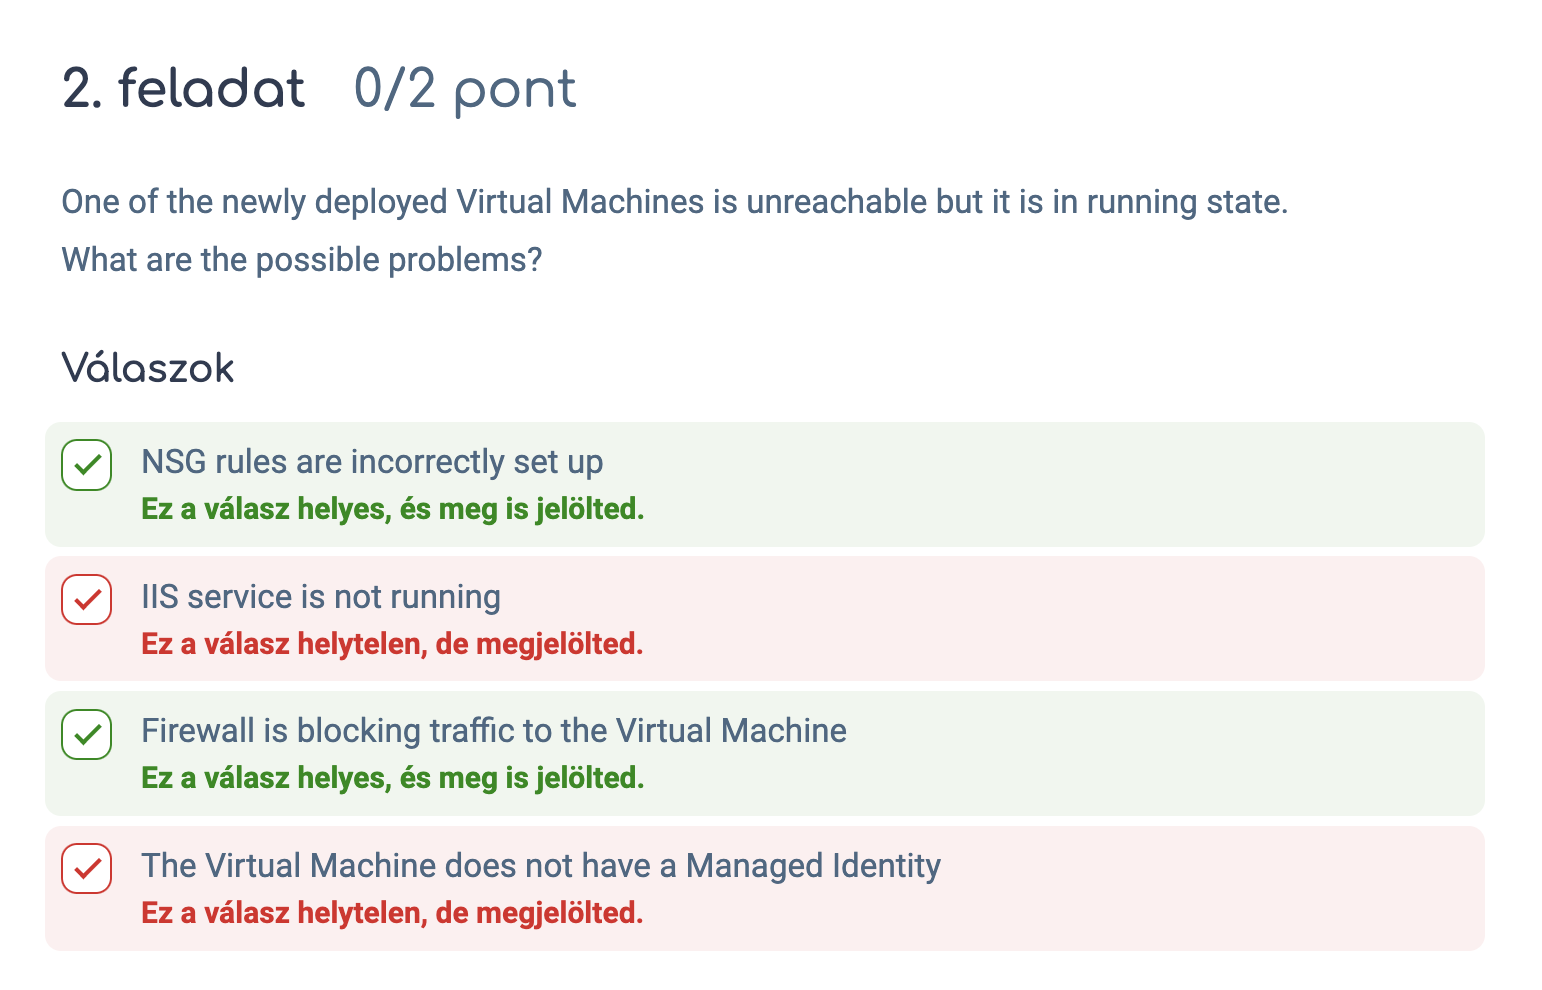 2. feladat 0/2 pont
One of the newly deployed Virtual Machines is unreachable but it is in running state.
What are the possible problems?
Válaszok
NSG rules are incorrectly set up
Ez a válasz helyes, és meg is jelölted.
IIS service is not running
Ez a válasz helytelen, de megjelölted.
Firewall is blocking traffic to the Virtual Machine
Ez a válasz helyes, és meg is jelölted.
The Virtual Machine does not have a Managed Identity
Ez a válasz helytelen, de megjelölted.